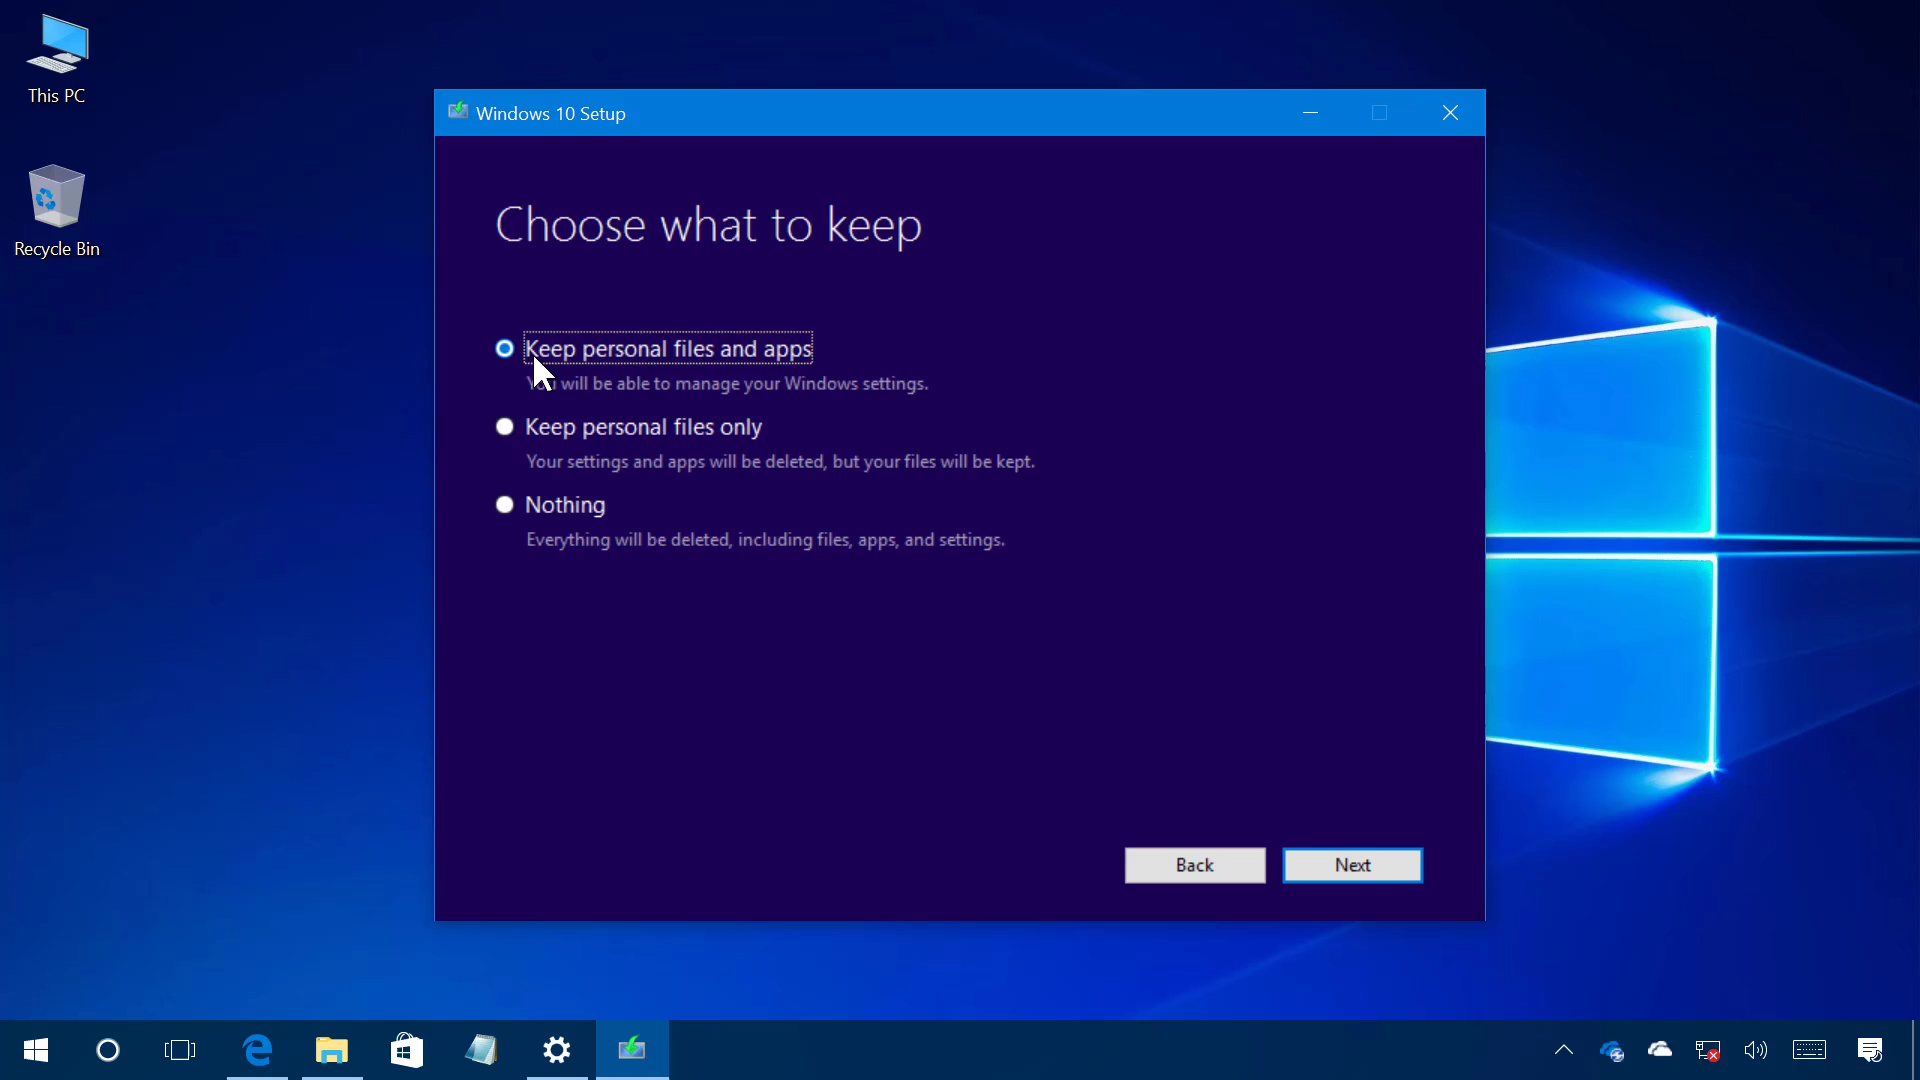 This PC
Recycle Bin
Windows 10 Setup
Choose what to keep
Keep personal files and apps
You will be able to manage your Windows settings.
Keep personal files only
Your settings and apps will be deleted, but your files will be kept.
Nothing
Everything will be deleted, including files, apps, and settings.
Back
Next